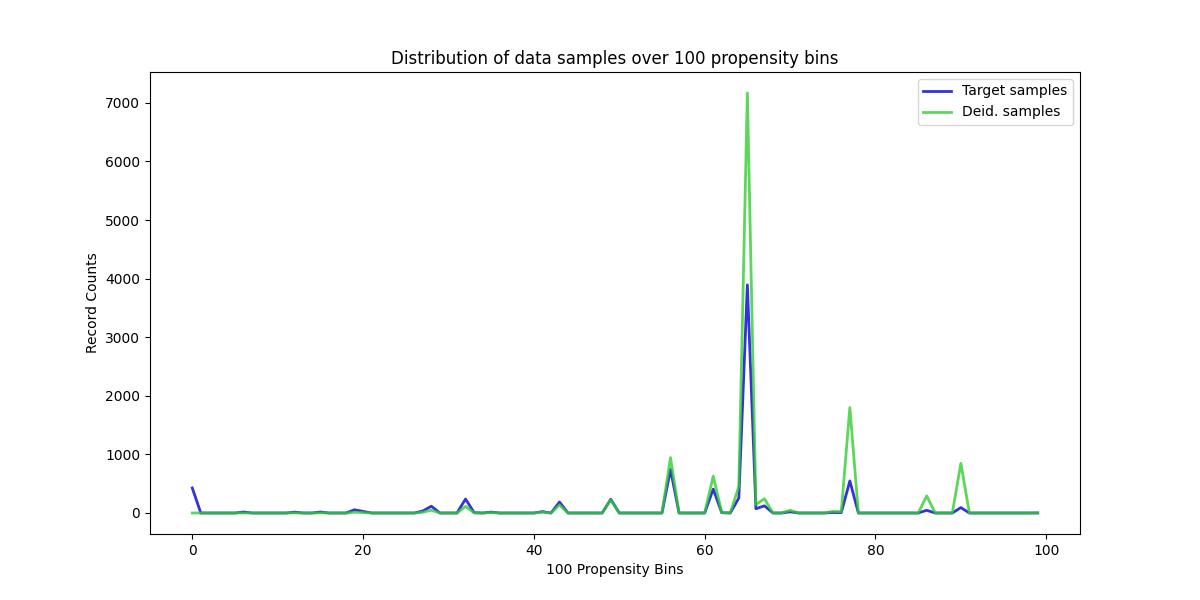 Distribution of data samples over 100 propensity bins
Target samples
Deid. samples
Record Counts
7000
6000
5000
4000
3000
2000
1000
0
0 20 40 60 80 100
100 Propensity Bins